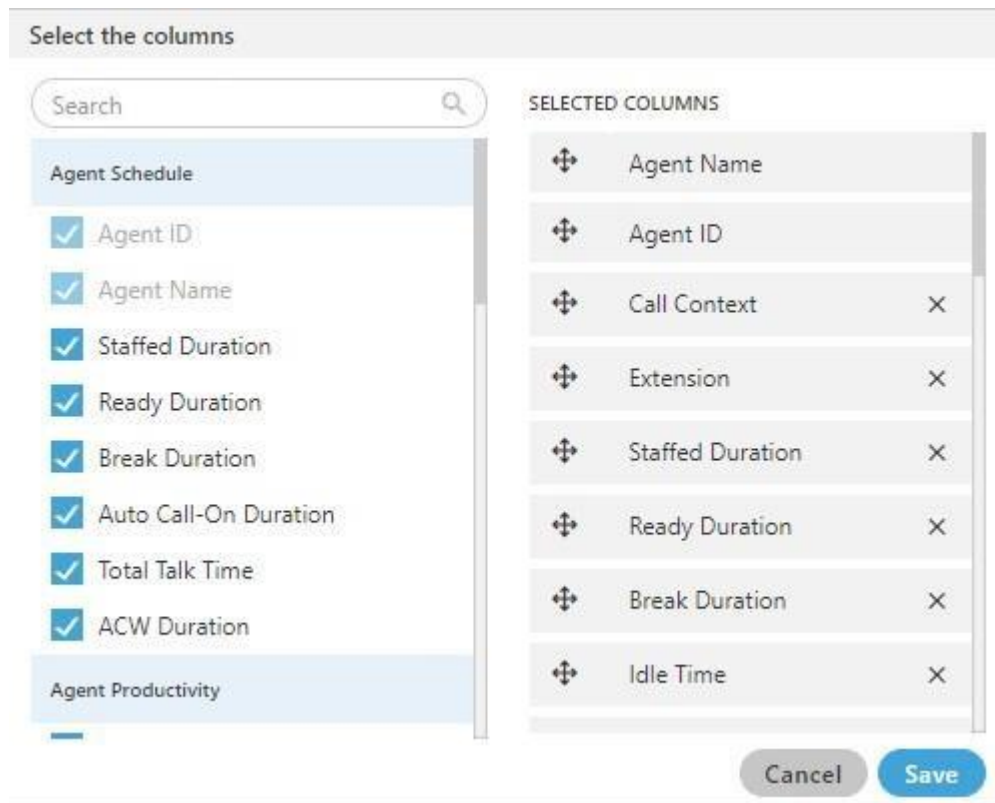 Select the columns
Search
Agent Schedule
Agent ID
Agent Name
Staffed Duration
Ready Duration
Break Duration
Auto Call-On Duration
Total Talk Time
ACW Duration
Agent Productivity
SELECTED COLUMNS
Agent Name
Agent ID
Call Context
Extension
Staffed Duration
Ready Duration
Break Duration
Idle Time
Cancel
Save